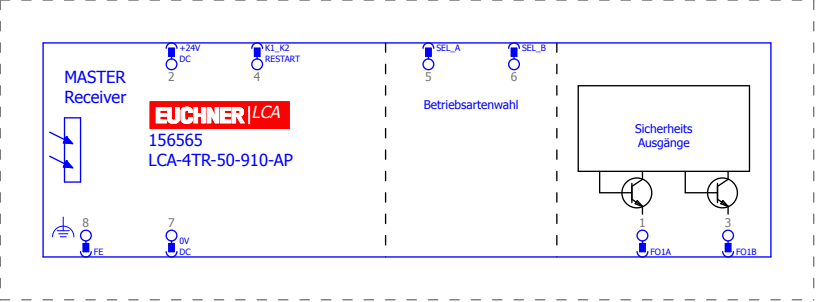 +24V
DC
2
K1_K2
RESTART
4
SEL_A
5
SEL_B
6
MASTER
Receiver
EUCHNER LCA
156565
LCA-4TR-50-910-AP
Betriebsartenwahl
Sicherheits
Ausgänge
8
FE
7
0V
DC
1
FO1A
3
FO1B